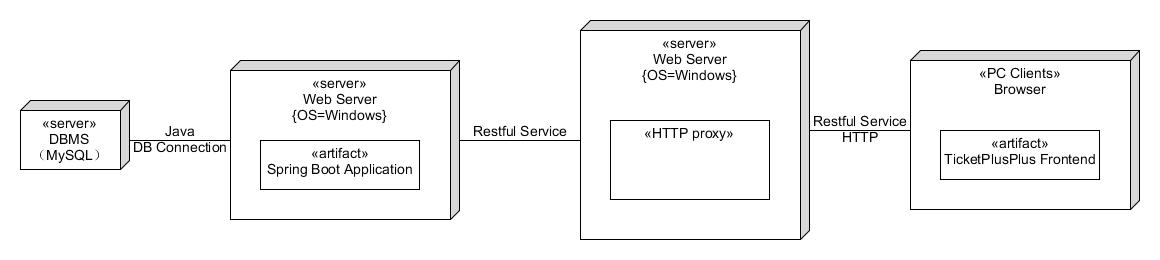 «server»
DBMS
（MySQL）
Java
DB Connection
«server»
Web Server
{OS=Windows}
«artifact»
Spring Boot Application
Restful Service
«server»
Web Server
{OS=Windows}
«HTTP proxy»
Restful Service
HTTP
«PC Clients»
Browser
«artifact»
TicketPlusPlus Frontend